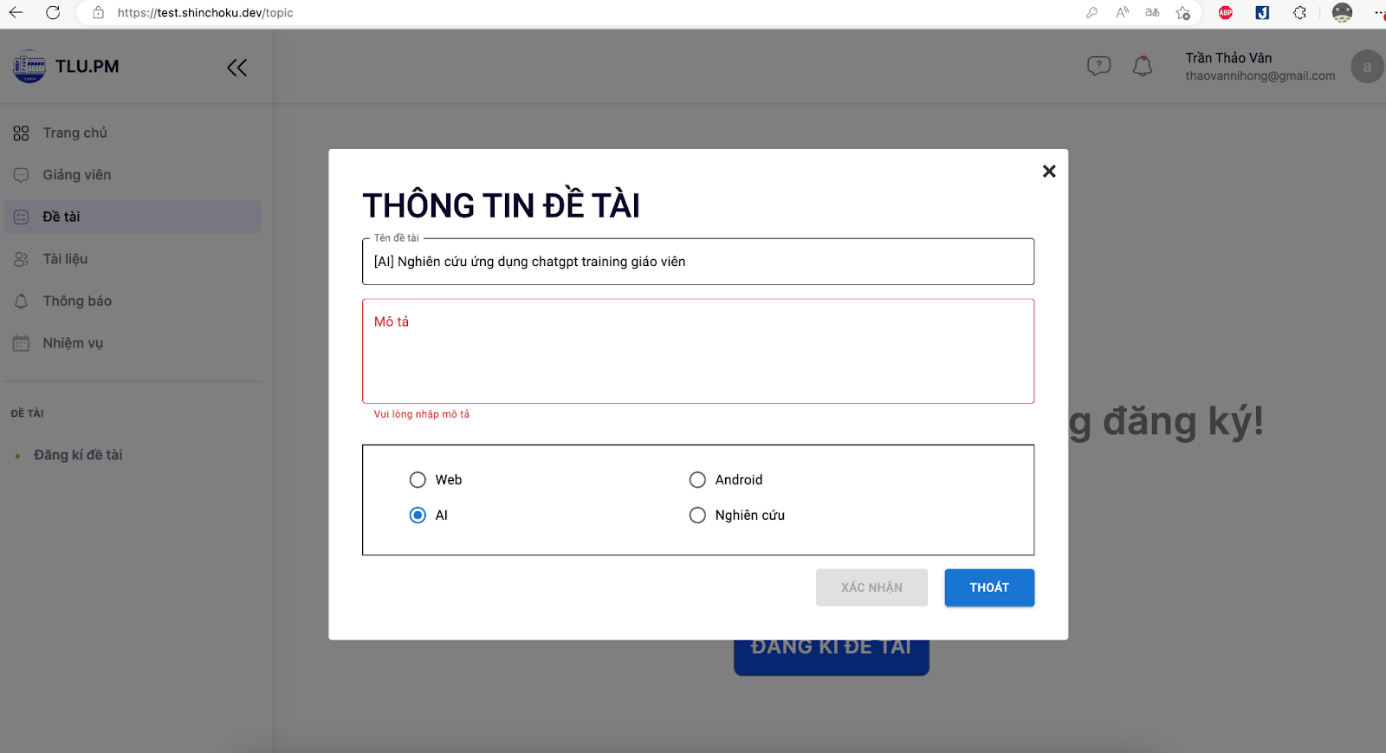 https://test.shinchoku.dev/topic
TLU.PM
Trần Thảo Vân
thaovannihong@gmail.com
a
Trang chủ
Giảng viên
Đề tài
Tài liệu
Thông báo
Nhiệm vụ
ĐỀ TÀI
Đăng kí đề tài
THÔNG TIN ĐỀ TÀI
Tên đề tài
[AI] Nghiên cứu ứng dụng chatgpt training giáo viên
Mô tả
Vui lòng nhập mô tả
g đăng ký!
Web
Android
AI
Nghiên cứu
XÁC NHẬN
THOÁT
ĐĂNG KÍ ĐỀ TÀI